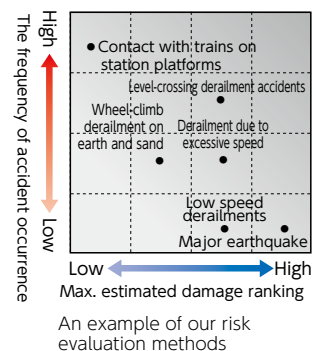 The frequency of accident occurrence
High
Low
Contact with trains on
station platforms
Level-crossing derailment accidents
Wheel-climb
derailment on
earth and sand
Derailment due to
excessive speed
Low speed
derailments
Major earthquake
Low
High
Max. estimated damage ranking
An example of our risk
evaluation methods